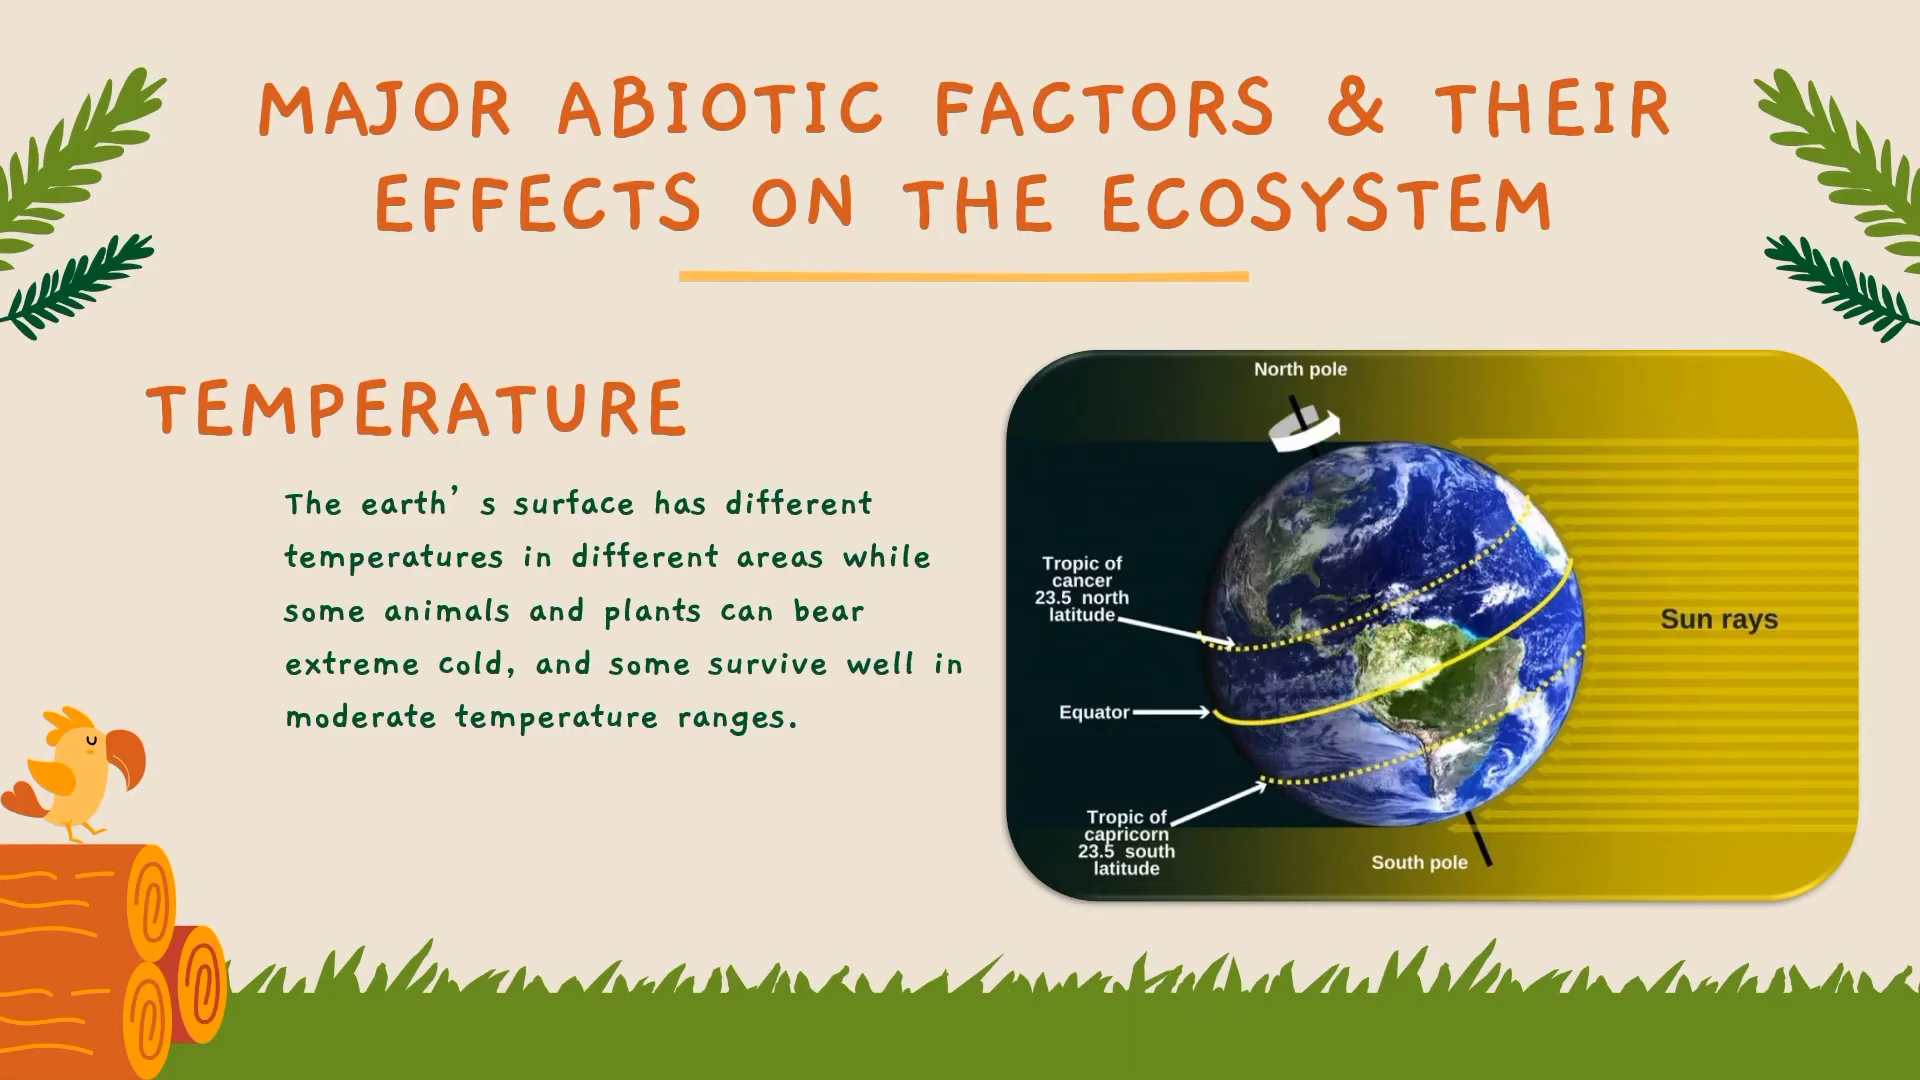 MAJOR ABIOTIC FACTORS & THEIR
EFFECTS ON THE ECOSYSTEM
TEMPERATURE
The earth’ s surface has different
temperatures in different areas while
some animals and plants can bear
extreme cold, and some survive well in
moderate temperature ranges.
North pole
Tropic of
cancer
23.5 north
latitude
Sun rays
Equator
Tropic of
capricorn
23.5 south
latitude
South pole